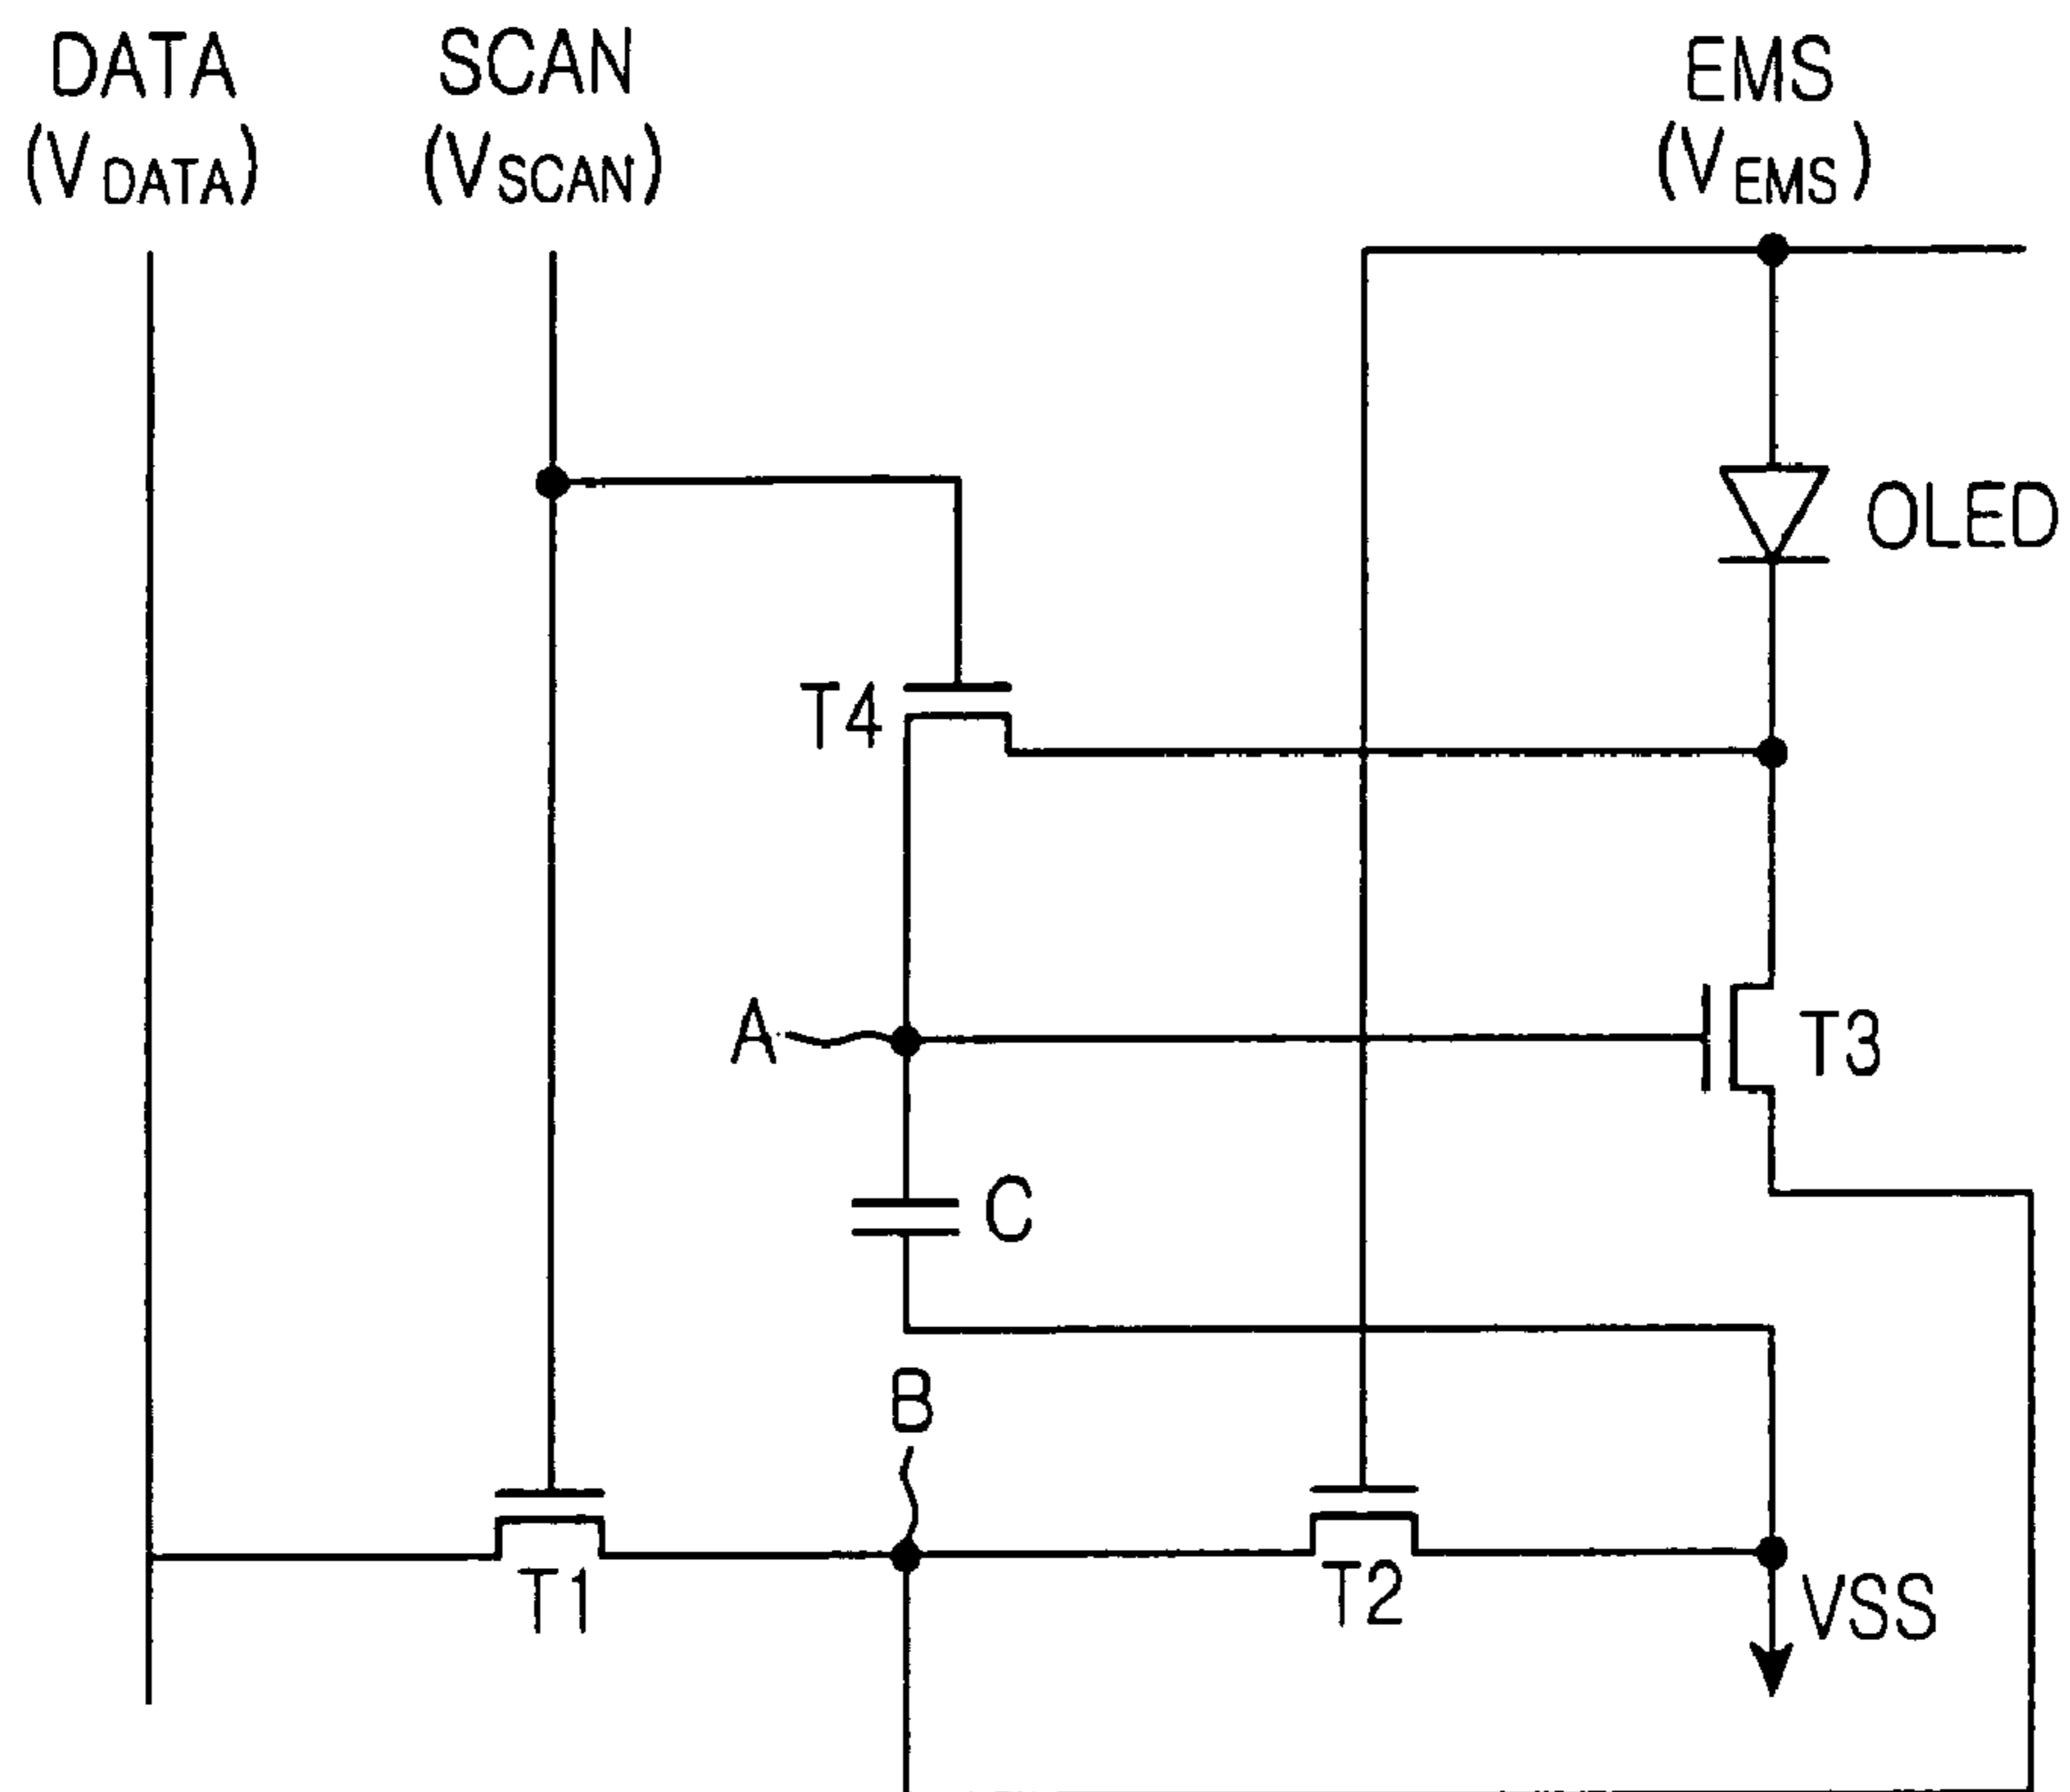 DATA
(VDATA)
SCAN
(VSCAN)
EMS
(VEMS)
OLED
T4
A
T3
C
B
T1
T2
VSS